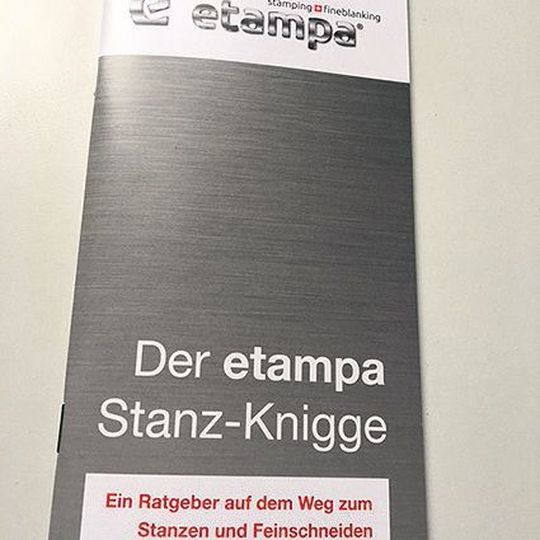 stamping + fineblanking
etampa®
Der etampa
Stanz-Knigge
Ein Ratgeber auf dem Weg zum
Stanzen und Feinschneiden